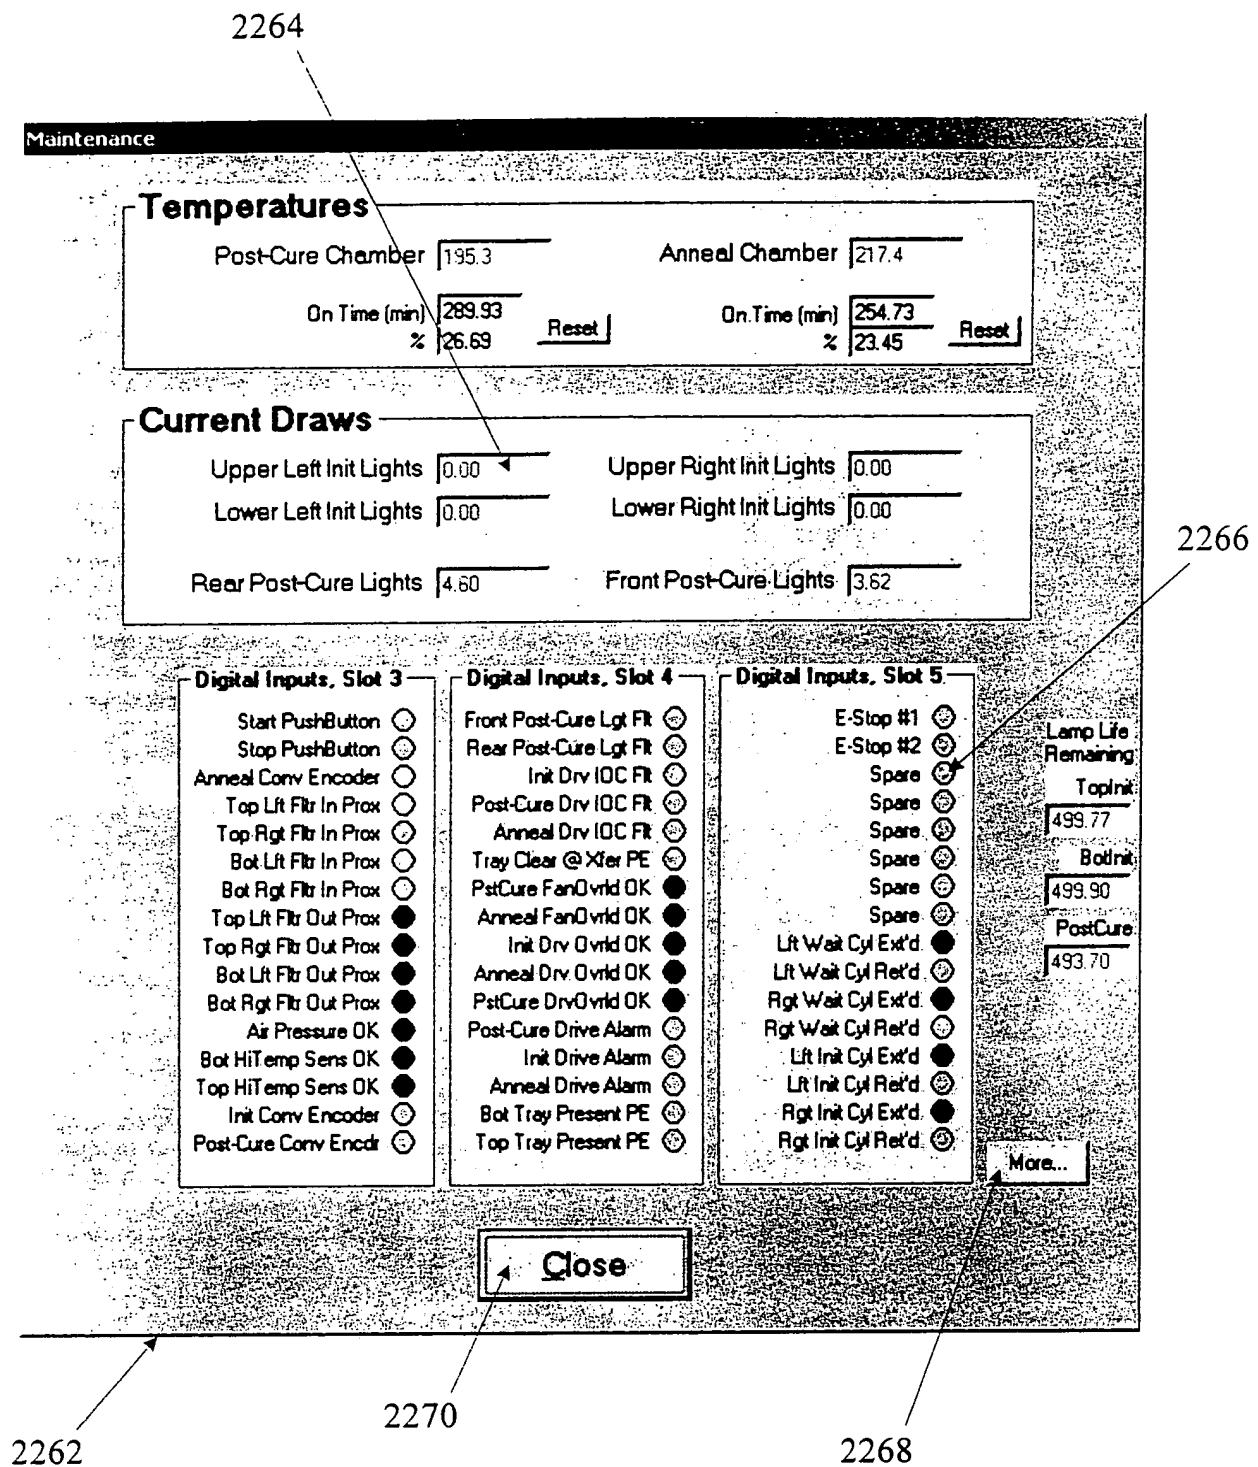 2264
Maintenance
Temperatures
Post-Cure Chamber 195.3
Anneal Chamber 217.4
On Time (min) 289.93
% 26.69
Reset
On Time (min) 254.73
% 23.45
Reset
Current Draws
Upper Left Init Lights 0.00
Upper Right Init Lights 0.00
Lower Left Init Lights 0.00
Lower Right Init Lights 0.00
2266
Rear Post-Cure Lights 4.60
Front Post-Cure Lights 3.62
Digital Inputs, Slot 3
Start PushButton
Stop PushButton
Anneal Conv Encoder
Top Lft Fltr In Prox
Top Rgt Fltr In Prox
Bot Lft Fltr In Prox
Bot Rgt Fltr In Prox
Top Lft Fltr Out Prox
Top Rgt Fltr Out Prox
Bot Lft Fltr Out Prox
Bot Rgt Fltr Out Prox
Air Pressure OK
Bot HiTemp Sens OK
Top HiTemp Sens OK
Init Conv Encoder
Post-Cure Conv Encdr
Digital Inputs, Slot 4
Front Post-Cure Lgt Flt
Rear Post-Cure Lgt Flt
Init Drv IOC Flt
Post-Cure Drv IOC Flt
Anneal Drv IOC Flt
Tray Clear @ Xfer PE
PstCure FanOvrld OK
Anneal FanOvrld OK
Init Drv Ovrld OK
Anneal Drv Ovrld OK
PstCure DrvOvrld OK
Post-Cure Drive Alarm
Init Drive Alarm
Anneal Drive Alarm
Bot Tray Present PE
Top Tray Present PE
Digital Inputs, Slot 5
E-Stop #1
E-Stop #2
Spare
Spare
Spare
Spare
Spare
Spare
Lft Wait Cyl Ext'd
Lft Wait Cyl Ret'd
Rgt Wait Cyl Ext'd
Rgt Wait Cyl Ret'd
Lft Init Cyl Ext'd
Lft Init Cyl Ret'd
Rgt Init Cyl Ext'd
Rgt Init Cyl Ret'd
Lamp Life
Remaining
TopInit
499.77
BotInit
499.90
PostCure
493.70
More...
Close
2262
2270
2268